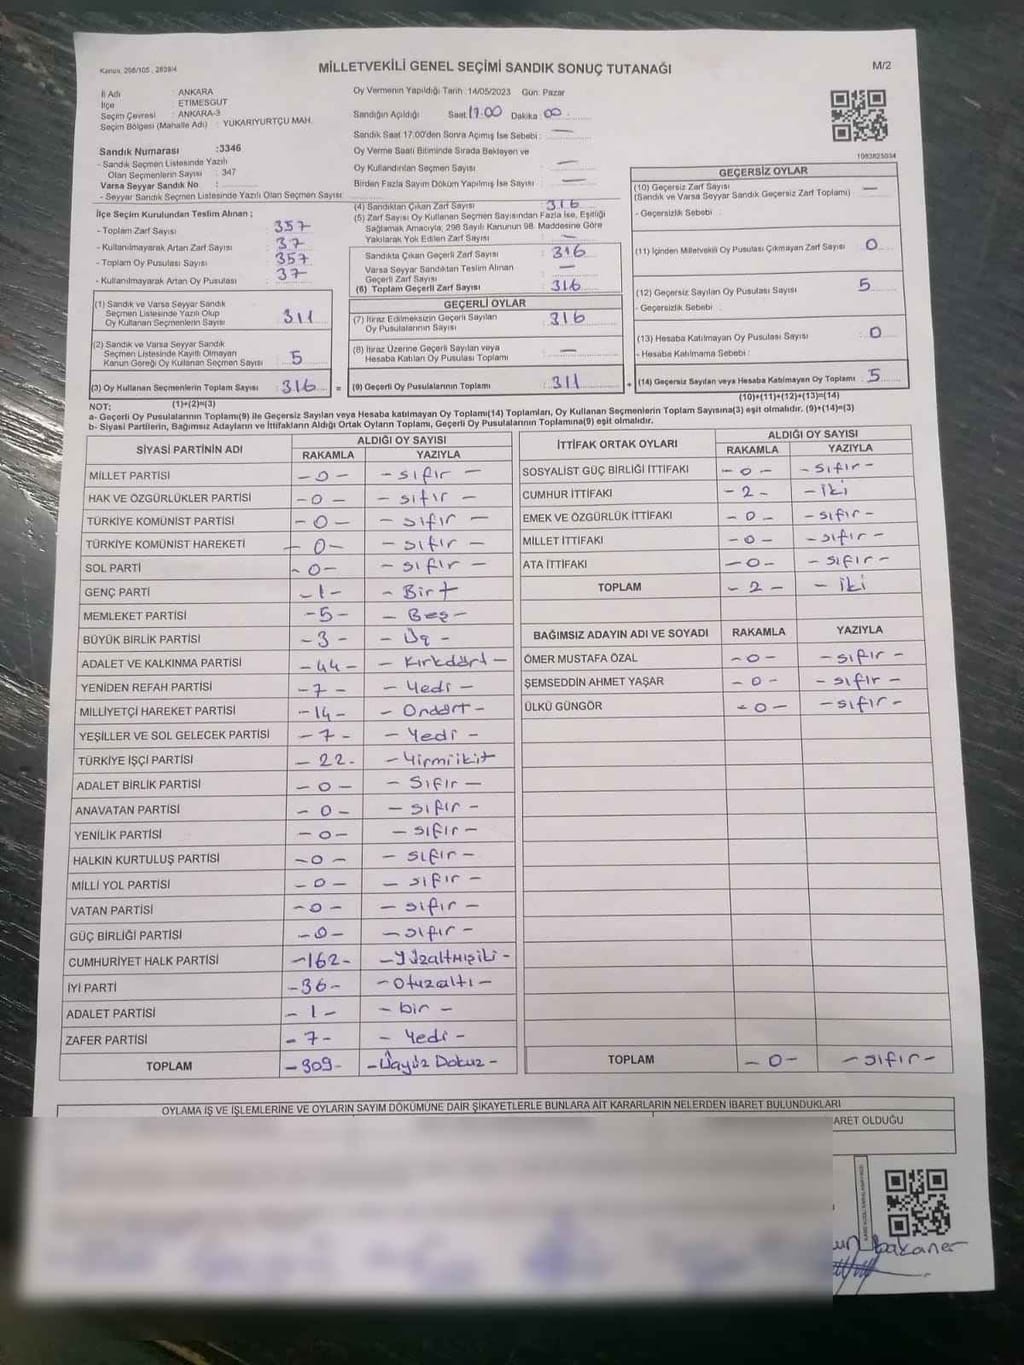 Kanun, 298/105 , 2839/4
MİLLETVEKİLİ GENEL SEÇİMİ SANDIK SONUÇ TUTANAĞI
M/2
İl Adı : ANKARA
İlçe : ETİMESGUT
Seçim Çevresi : ANKARA-3
Seçim Bölgesi (Mahalle Adı) : YUKARIYURTÇU MAH.
Sandık Numarası :3346
- Sandık Seçmen Listesinde Yazılı
Olan Seçmenlerin Sayısı : 347
Varsa Seyyar Sandık No :
- Seyyar Sandık Seçmen Listesinde Yazılı Olan Seçmen Sayısı :
Oy Vermenin Yapıldığı Tarih : 14/05/2023 Gün: Pazar
Sandığın Açıldığı Saat 17.00 Dakika 00
Sandık Saat 17:00'den Sonra Açımış İse Sebebi : —
Oy Verme Saati Bitiminde Sırada Bekleyen ve
Oy Kullandırılan Seçmen Sayısı —
Birden Fazla Sayım Döküm Yapılmış İse Sayısı : —
1083825034
İlçe Seçim Kurulundan Teslim Alınan ;
- Toplam Zarf Sayısı 357
- Kullanılmayarak Artan Zarf Sayısı : 37
- Toplam Oy Pusulası Sayısı : 357
- Kullanılmayarak Artan Oy Pusulası : 37
(1) Sandık ve Varsa Seyyar Sandık
Seçmen Listesinde Yazılı Olup
Oy Kullanan Seçmenlerin Sayısı : 311
(2) Sandık ve Varsa Seyyar Sandık
Seçmen Listesinde Kayıtlı Olmayan
Kanun Gereği Oy Kullanan Seçmen Sayısı : 5
(3) Oy Kullanan Seçmenlerin Toplam Sayısı : 316 =
(1)+(2)=(3)
(4) Sandıktan Çıkan Zarf Sayısı : 316
(5) Zarf Sayısı Oy Kullanan Seçmen Sayısından Fazla İse, Eşitliği
Sağlamak Amacıyla; 298 Sayılı Kanunun 98. Maddesine Göre
Yakılarak Yok Edilen Zarf Sayısı : —
Sandıkta Çıkan Geçerli Zarf Sayısı : 316
Varsa Seyyar Sandıktan Teslim Alınan
Geçerli Zarf Sayısı —
(6) Toplam Geçerli Zarf Sayısı : 316
GEÇERLİ OYLAR
(7) İtiraz Edilmeksizin Geçerli Sayılan
Oy Pusulalarının Sayısı : 316
(8) İtiraz Üzerine Geçerli Sayılan veya
Hesaba Katılan Oy Pusulası Toplamı : —
(9) Geçerli Oy Pusulalarının Toplamı : 311 +
GEÇERSİZ OYLAR
(10) Geçersiz Zarf Sayısı
(Sandık ve Varsa Seyyar Sandık Geçersiz Zarf Toplamı) : —
- Geçersizlik Sebebi :
(11) İçinden Milletvekili Oy Pusulası Çıkmayan Zarf Sayısı : 0
(12) Geçersiz Sayılan Oy Pusulası Sayısı : 5
- Geçersizlik Sebebi :
(13) Hesaba Katılmayan Oy Pusulası Sayısı : 0
- Hesaba Katılmama Sebebi :
(14) Geçersiz Sayılan veya Hesaba Katılmayan Oy Toplamı : 5
(10)+(11)+(12)+(13)=(14)
NOT:
a- Geçerli Oy Pusulalarının Toplamı(9) ile Geçersiz Sayılan veya Hesaba katılmayan Oy Toplamı(14) Toplamları, Oy Kullanan Seçmenlerin Toplam Sayısına(3) eşit olmalıdır. (9)+(14)=(3)
b- Siyasi Partilerin, Bağımsız Adayların ve İttifakların Aldığı Ortak Oyların Toplamı, Geçerli Oy Pusulalarının Toplamına(9) eşit olmalıdır.
SİYASİ PARTİNİN ADI ALDIĞI OY SAYISI
RAKAMLA YAZIYLA
MİLLET PARTİSİ -0- -sıfır-
HAK VE ÖZGÜRLÜKLER PARTİSİ -0- -sıfır-
TÜRKİYE KOMÜNİST PARTİSİ -0- -sıfır-
TÜRKİYE KOMÜNİST HAREKETİ -0- -sıfır-
SOL PARTİ -0- -sıfır-
GENÇ PARTİ -1- -Bir+
MEMLEKET PARTİSİ -5- -Beş-
BÜYÜK BİRLİK PARTİSİ -3- -Üç-
ADALET VE KALKINMA PARTİSİ -44- -Kırkdört-
YENİDEN REFAH PARTİSİ -7- -Yedi-
MİLLİYETÇİ HAREKET PARTİSİ -14- -Ondört-
YEŞİLLER VE SOL GELECEK PARTİSİ -7- -Yedi-
TÜRKİYE İŞÇİ PARTİSİ -22- -Yirmiiki+
ADALET BİRLİK PARTİSİ -0- -Sıfır-
ANAVATAN PARTİSİ -0- -sıfır-
YENİLİK PARTİSİ -0- -sıfır-
HALKIN KURTULUŞ PARTİSİ -0- -sıfır-
MİLLİ YOL PARTİSİ -0- -sıfır-
VATAN PARTİSİ -0- -sıfır-
GÜÇ BİRLİĞİ PARTİSİ -0- -sıfır-
CUMHURİYET HALK PARTİSİ -162- -Yüzaltmışiki-
İYİ PARTİ -36- -Otuzaltı-
ADALET PARTİSİ -1- -bir-
ZAFER PARTİSİ -7- -Yedi-
TOPLAM -309- -Üçyüz Dokuz-
İTTİFAK ORTAK OYLARI ALDIĞI OY SAYISI
RAKAMLA YAZIYLA
SOSYALİST GÜÇ BİRLİĞİ İTTİFAKI -0- -sıfır-
CUMHUR İTTİFAKI -2- -iki
EMEK VE ÖZGÜRLÜK İTTİFAKI -0- -sıfır-
MİLLET İTTİFAKI -0- -sıfır-
ATA İTTİFAKI -0- -sıfır-
TOPLAM -2- -iki
BAĞIMSIZ ADAYIN ADI VE SOYADI RAKAMLA YAZIYLA
ÖMER MUSTAFA ÖZAL -0- -sıfır-
ŞEMSEDDİN AHMET YAŞAR -0- -sıfır-
ÜLKÜ GÜNGÖR -0- -sıfır-
TOPLAM -0- -sıfır-
OYLAMA İŞ VE İŞLEMLERİNE VE OYLARIN SAYIM DÖKÜMÜNE DAİR ŞİKAYETLERLE BUNLARA AİT KARARLARIN NELERDEN İBARET BULUNDUKLARI
ARET OLDUĞU